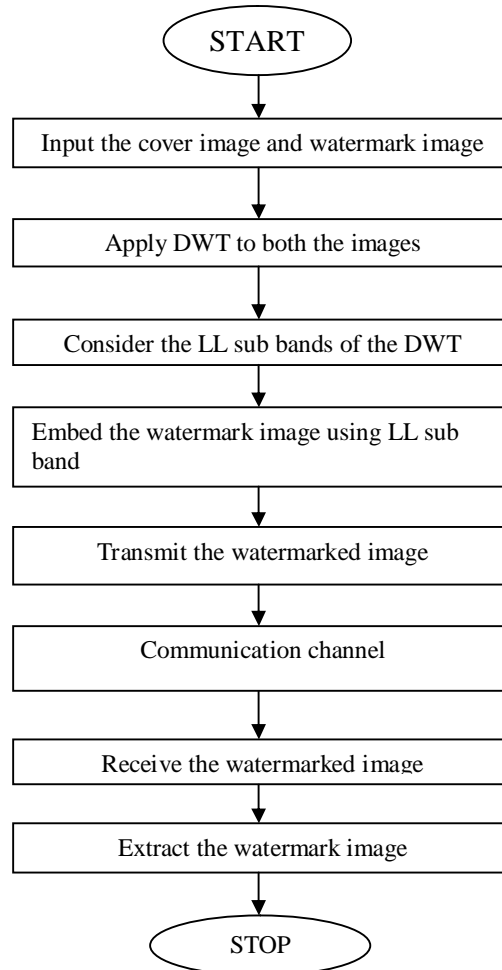 START
Input the cover image and watermark image
Apply DWT to both the images
Consider the LL sub bands of the DWT
Embed the watermark image using LL sub
band
Transmit the watermarked image
Communication channel
Receive the watermarked image
Extract the watermark image
STOP